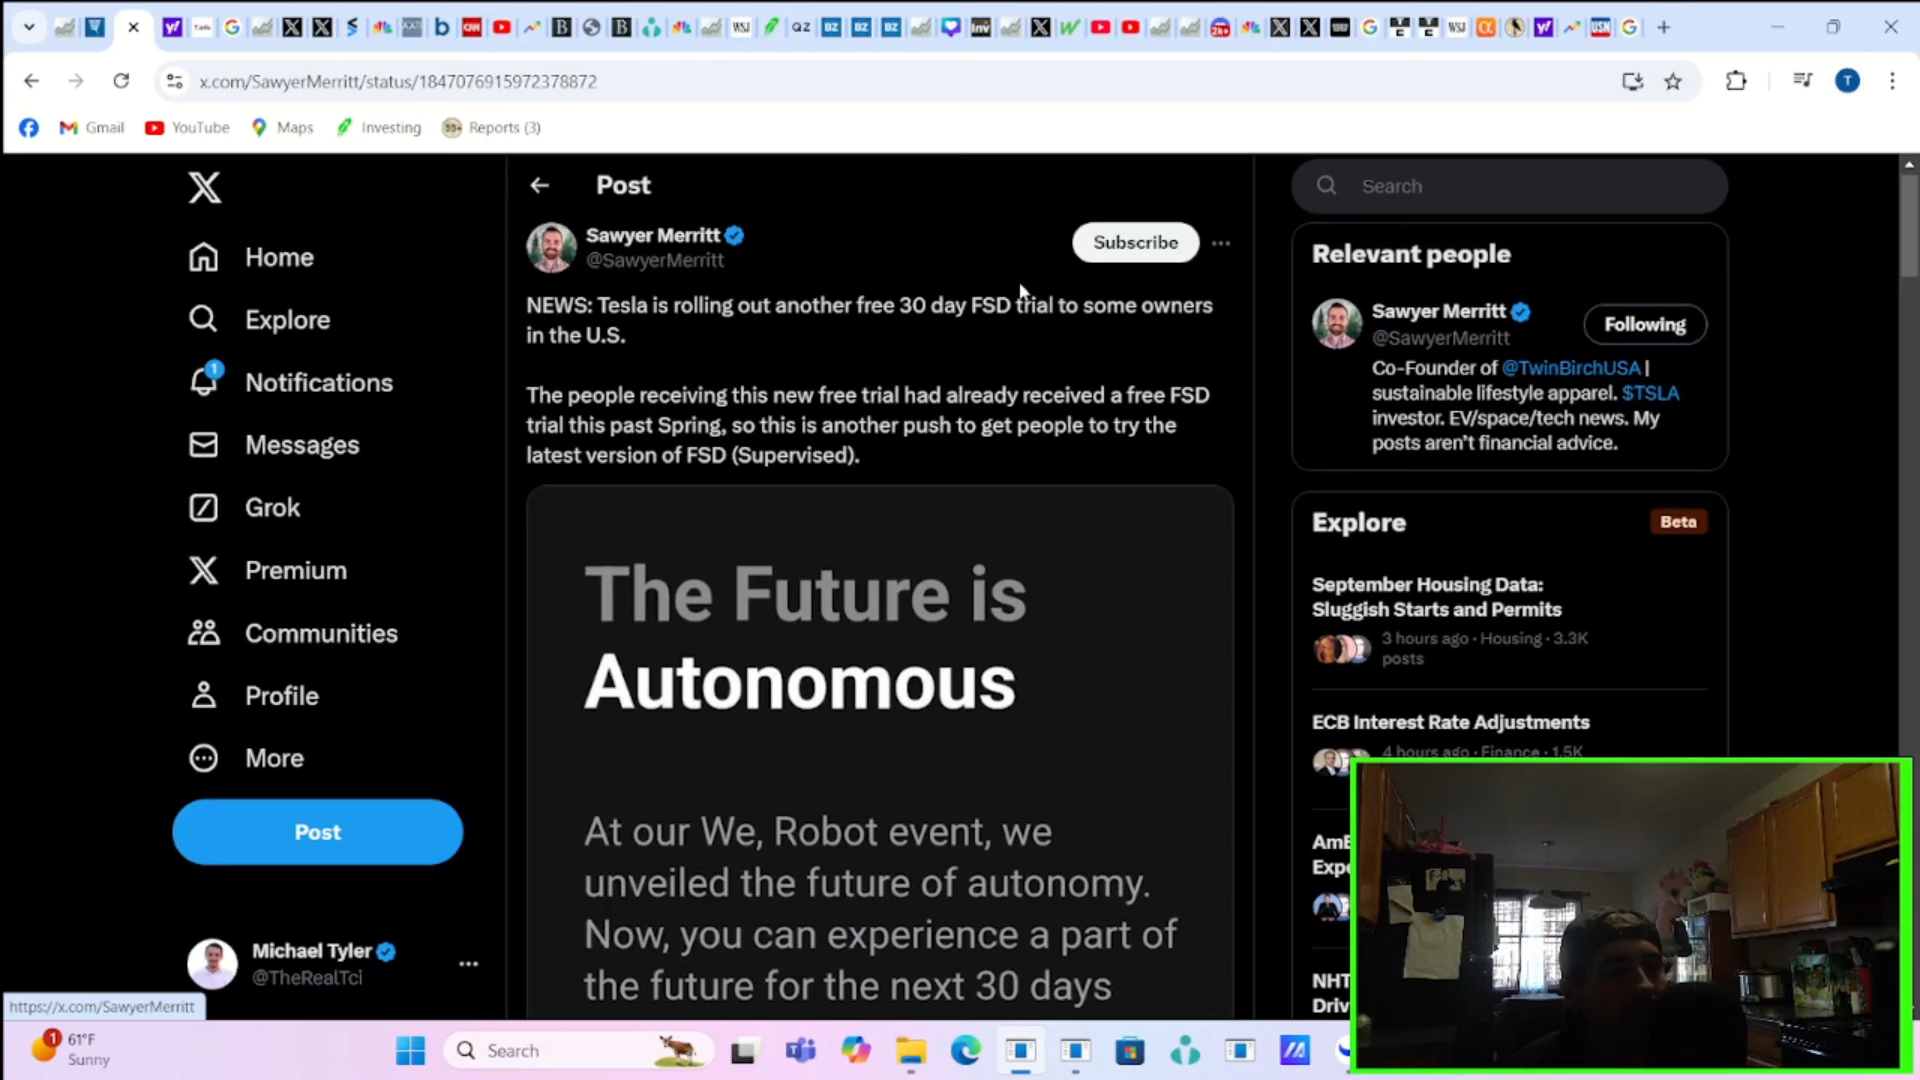 x.com/SawyerMerritt/status/1847076915972378872
Gmail
YouTube
Maps
Investing
Reports (3)
Home
Explore
Notifications
Messages
Grok
Premium
Communities
Profile
More
Post
Michael Tyler
@TheRealTci
Post
Sawyer Merritt
@SawyerMerritt
Subscribe
NEWS: Tesla is rolling out another free 30 day FSD trial to some owners
in the U.S.
The people receiving this new free trial had already received a free FSD
trial this past Spring, so this is another push to get people to try the
latest version of FSD (Supervised).
The Future is
Autonomous
At our We, Robot event, we
unveiled the future of autonomy.
Now, you can experience a part of
the future for the next 30 days
Search
Relevant people
Sawyer Merritt
@SawyerMerritt
Following
Co-Founder of @TwinBirchUSA |
sustainable lifestyle apparel. $TSLA
investor. EV/space/tech news. My
posts aren't financial advice.
Explore
Beta
September Housing Data:
Sluggish Starts and Permits
3 hours ago · Housing · 3.3K
posts
ECB Interest Rate Adjustments
4 hours ago · Finance · 1.5K
https://x.com/SawyerMerritt
61°F
Sunny
Search